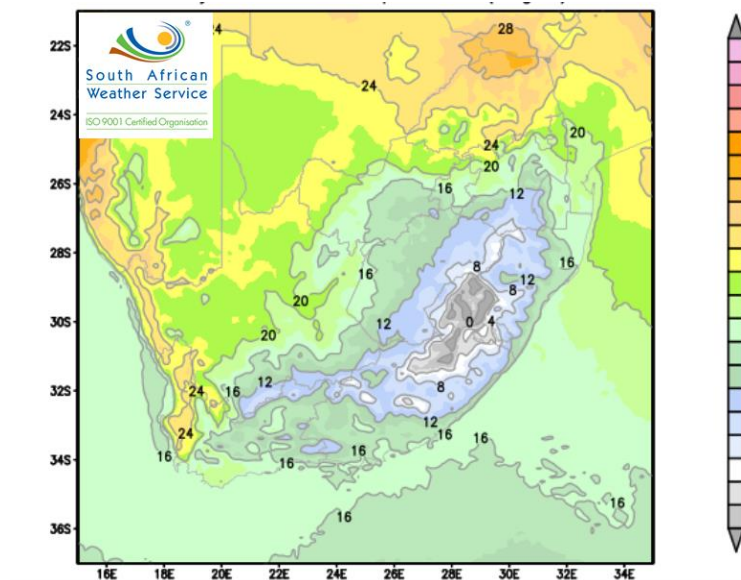 South African
Weather Service
ISO 9001 Certified Organisation
®
4
28
22S
24
24S
20
24
20
26S
16
12
28S
16
16
8
12
8
20
30S
12
0
4
20
32S
24
16
12
8
12
24
16
16
34S
16
16
16
15
16
36S
16E
18E
20E
22E
24E
26E
28E
30E
32E
34E